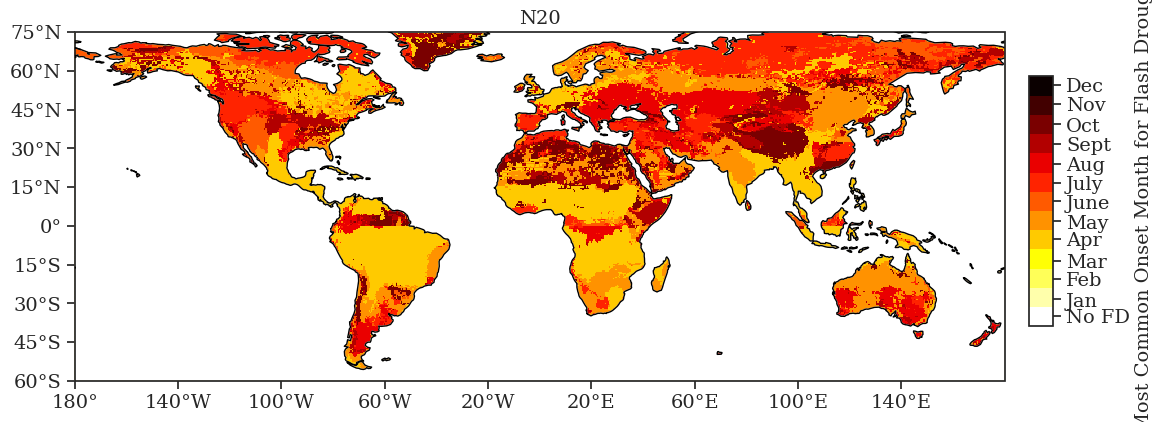 N20
75°N
60°N
45°N
30°N
15°N
0°
15°S
30°S
45°S
60°S
180°
140°W
100°W
60°W
20°W
20°E
60°E
100°E
140°E
Dec
Nov
Oct
Sept
Aug
July
June
May
Apr
Mar
Feb
Jan
No FD
Most Common Onset Month for Flash Droug